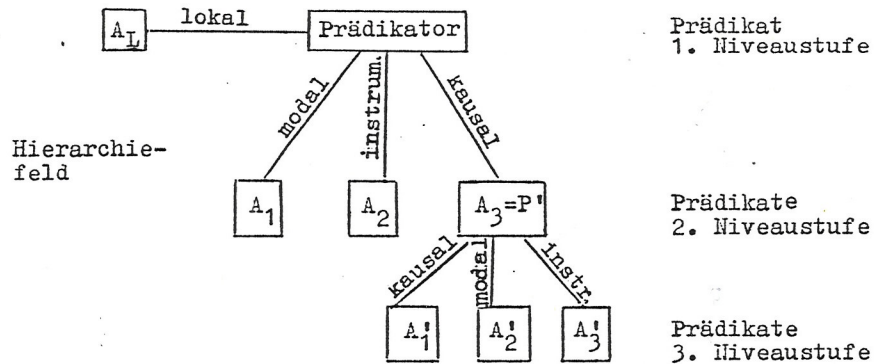 lokal
A_L
Prädikator
Prädikat
1. Niveaustufe
modal
instrum.
kausal
Hierarchie-
feld
A_1
A_2
A_3=P'
Prädikate
2. Niveaustufe
kausal
modal
instr.
A'_1
A'_2
A'_3
Prädikate
3. Niveaustufe